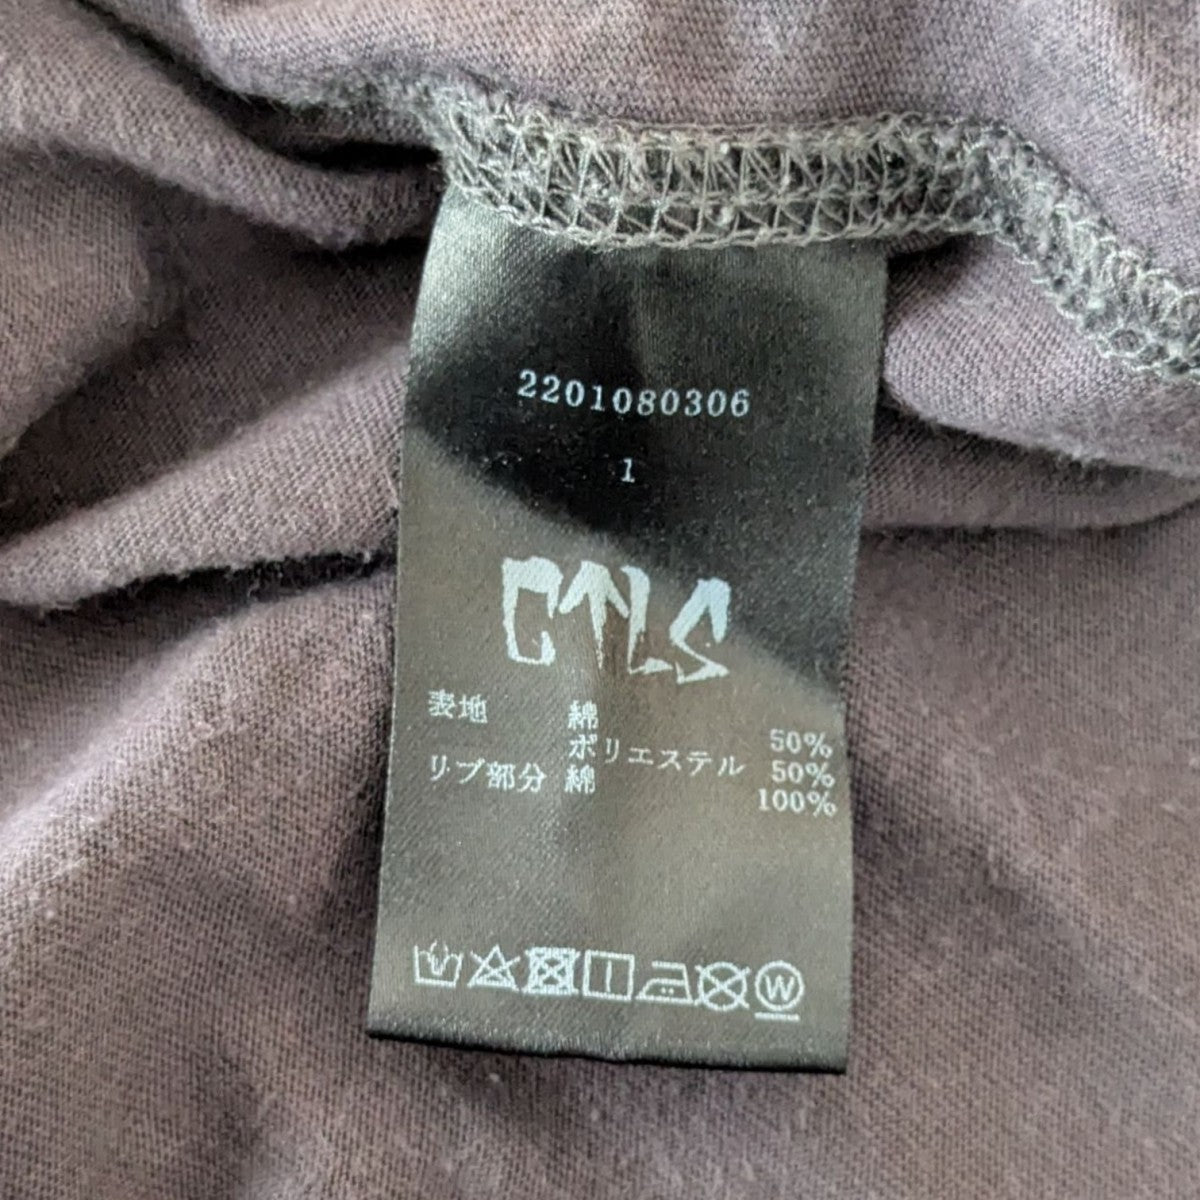 2201080306
1
CTLS
表地 綿 50%
ポリエステル 50%
リブ部分 綿 100%
W